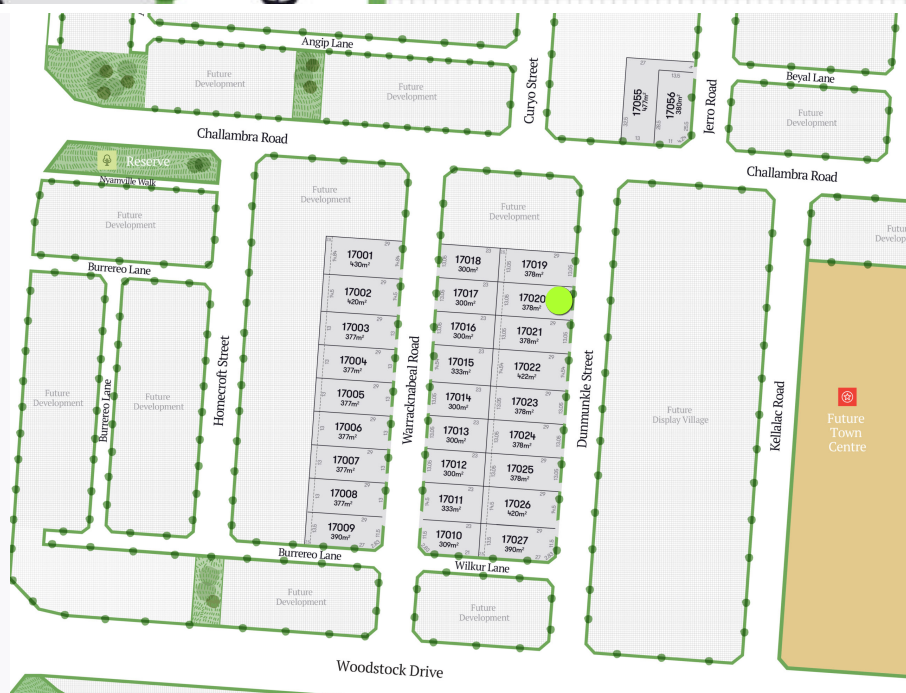 Angip Lane
Future
Development
Future
Development
Curyo Street
27
13,5
17055
477m²
17056
380m²
Jerro Road
Beyal Lane
Future
Development
Challambra Road
Challambra Road
Reserve
Nyamville Walk
Future
Development
Future
Development
Future
Development
Burrereo Lane
Future
Development
Future
Development
Burrereo Lane
Homecroft Street
17001
430m²
17002
420m²
17003
377m²
17004
377m²
17005
377m²
17006
377m²
17007
377m²
17008
377m²
17009
390m²
Warracknabeal Road
17018
300m²
17019
378m²
17017
300m²
17020
378m²
17016
300m²
17021
378m²
17015
333m²
17022
422m²
17014
300m²
17023
378m²
17013
300m²
17024
378m²
17012
300m²
17025
378m²
17011
333m²
17026
420m²
17010
309m²
17027
390m²
Dunmunkle Street
Future
Display Village
Kellalac Road
Future
Town
Centre
Burrereo Lane
Wilkur Lane
Future
Development
Future
Development
Woodstock Drive